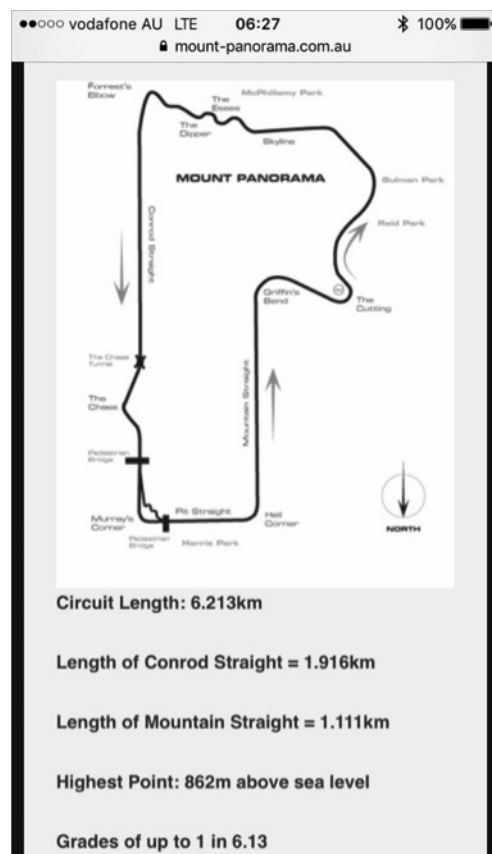 vodafone AU LTE 06:27 100%
mount-panorama.com.au
Forrest's
Elbow
The
Esses
McPhillamy Park
The
Dipper
Skyline
MOUNT PANORAMA
Sulman Park
Reid Park
Conrod Straight
Griffin's
Bend
The
Cutting
The Chase
Tunnel
The
Chase
Mountain Straight
Pedestrian
Bridge
Murray's
Corner
Pit Straight
Hell
Corner
Pedestrian
Bridge
Harris Park
NORTH
Circuit Length: 6.213km
Length of Conrod Straight = 1.916km
Length of Mountain Straight = 1.111km
Highest Point: 862m above sea level
Grades of up to 1 in 6.13